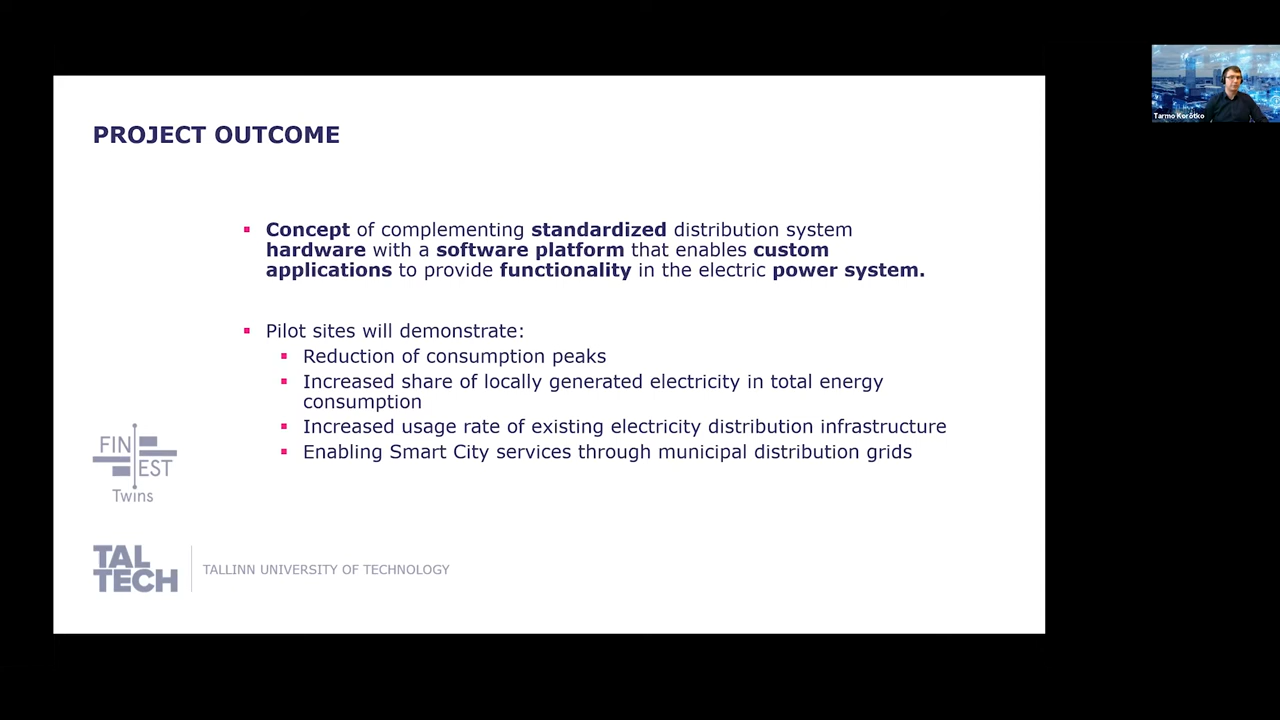 Tarmo Korõtko
PROJECT OUTCOME
Concept of complementing standardized distribution system
hardware with a software platform that enables custom
applications to provide functionality in the electric power system.
Pilot sites will demonstrate:
Reduction of consumption peaks
Increased share of locally generated electricity in total energy
consumption
Increased usage rate of existing electricity distribution infrastructure
Enabling Smart City services through municipal distribution grids
FIN
EST
Twins
TAL
TECH
TALLINN UNIVERSITY OF TECHNOLOGY